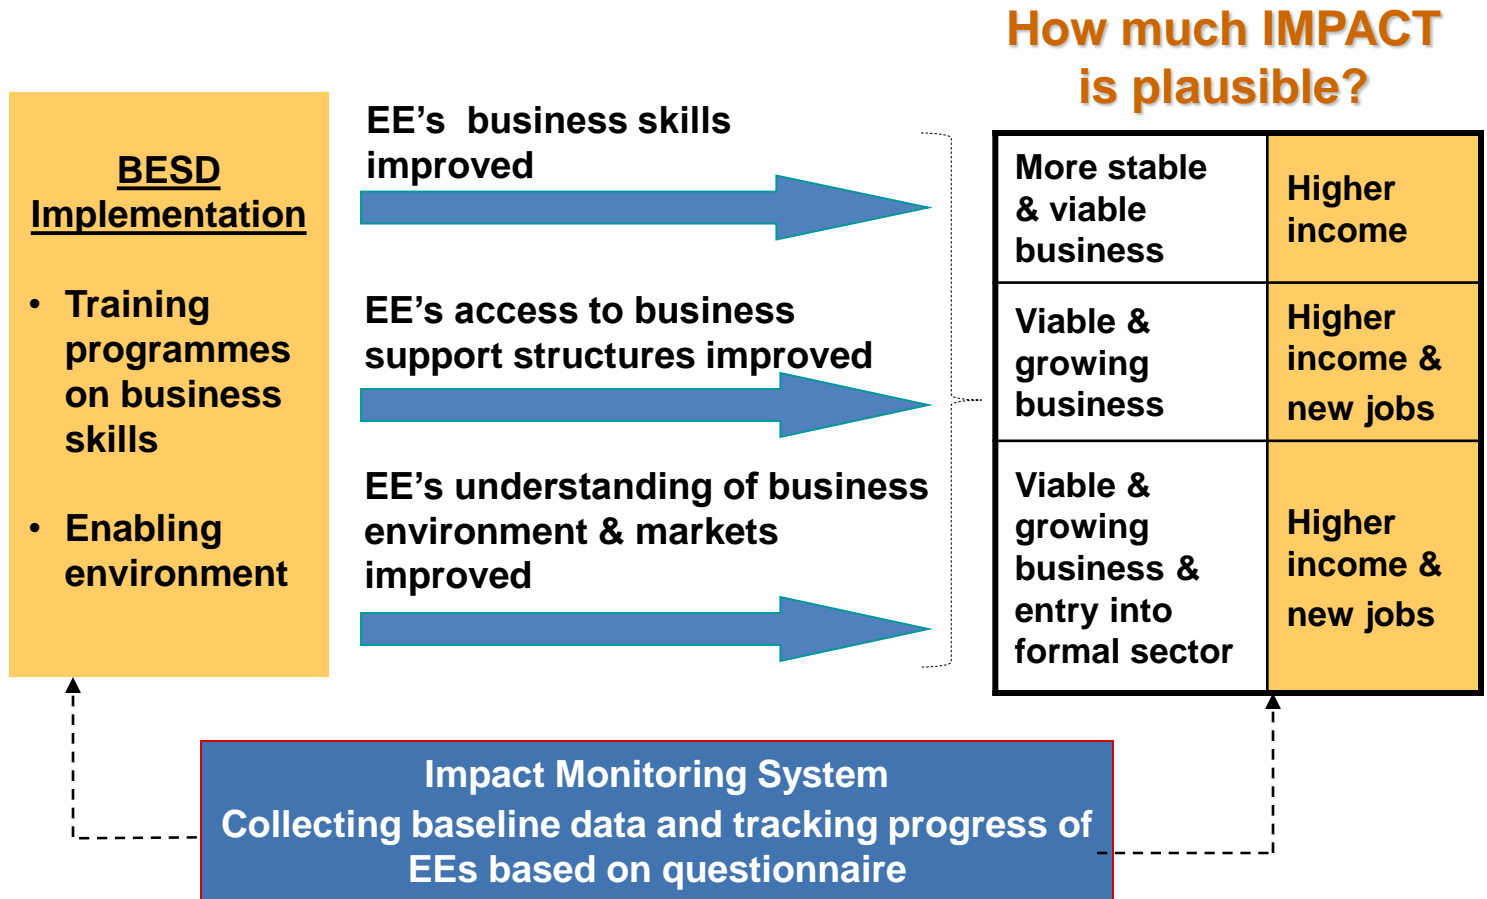 How much IMPACT
is plausible?
BESD
Implementation
• Training
programmes
on business
skills
• Enabling
environment
EE’s  business skills
improved
EE’s access to business
support structures improved
EE’s understanding of business
environment & markets
improved
More stable
& viable
business
Higher
income
Viable &
growing
business
Higher
income &
new jobs
Viable &
growing
business &
entry into
formal sector
Higher
income &
new jobs
Impact Monitoring System
Collecting baseline data and tracking progress of
EEs based on questionnaire